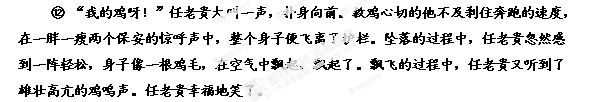 ⑫ “我的鸡呀！”任老贵大叫一声，扑身向前。救鸡心切的他不及刹住奔跑的速度，
在一胖一瘦两个保安的惊呼声中，整个身子便飞离了护栏。坠落的过程中，任老贵忽然感
到一阵轻松，身子像一根鸡毛，在空气中飘起、飘起了。飘飞的过程中，任老贵又听到了
雄壮高亢的鸡鸣声。任老贵幸福地笑了。